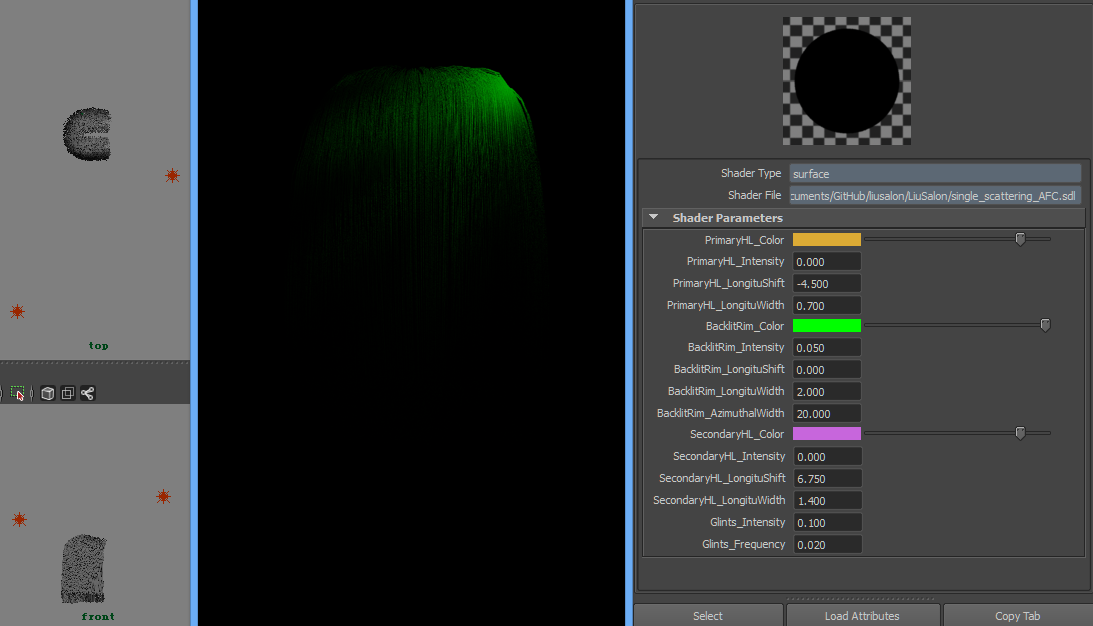 top
front
Shader Type surface
Shader File cuments/GitHub/liusalon/LiuSalon/single_scattering_AFC.sdl
Shader Parameters
PrimaryHL_Color
PrimaryHL_Intensity 0.000
PrimaryHL_LongituShift -4.500
PrimaryHL_LongituWidth 0.700
BacklitRim_Color
BacklitRim_Intensity 0.050
BacklitRim_LongituShift 0.000
BacklitRim_LongituWidth 2.000
BacklitRim_AzimuthalWidth 20.000
SecondaryHL_Color
SecondaryHL_Intensity 0.000
SecondaryHL_LongituShift 6.750
SecondaryHL_LongituWidth 1.400
Glints_Intensity 0.100
Glints_Frequency 0.020
Select Load Attributes Copy Tab